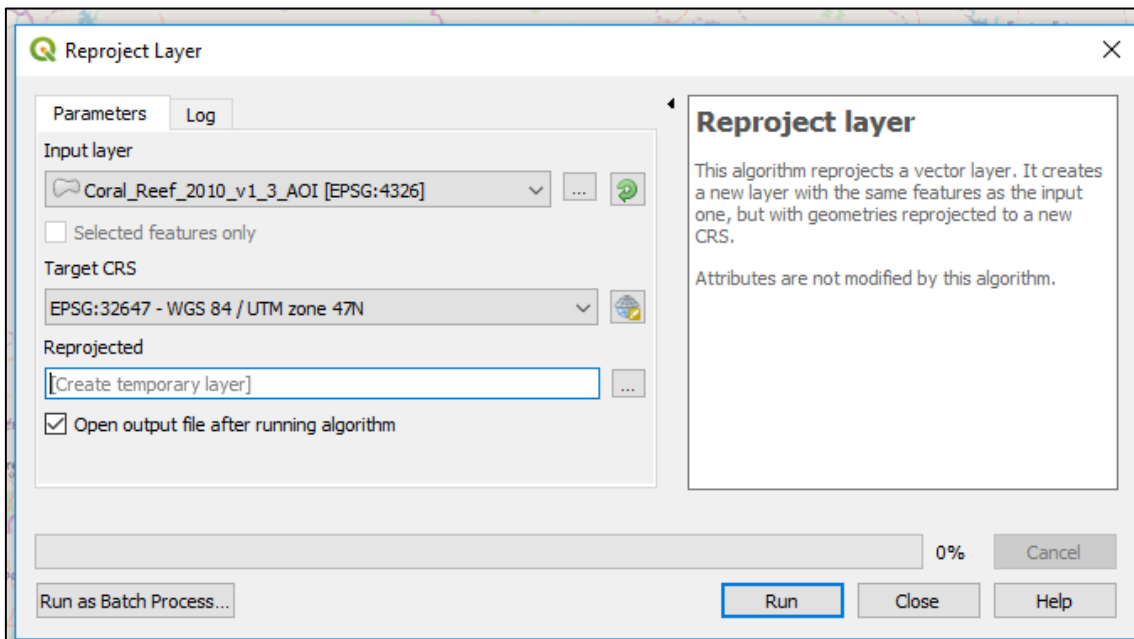 Reproject Layer
Parameters
Log
Input layer
Coral_Reef_2010_v1_3_AOI [EPSG:4326]
...
Selected features only
Target CRS
EPSG:32647 - WGS 84 / UTM zone 47N
Reprojected
[Create temporary layer]
...
Open output file after running algorithm
Reproject layer
This algorithm reprojects a vector layer. It creates
a new layer with the same features as the input
one, but with geometries reprojected to a new
CRS.
Attributes are not modified by this algorithm.
0%
Cancel
Run as Batch Process...
Run
Close
Help